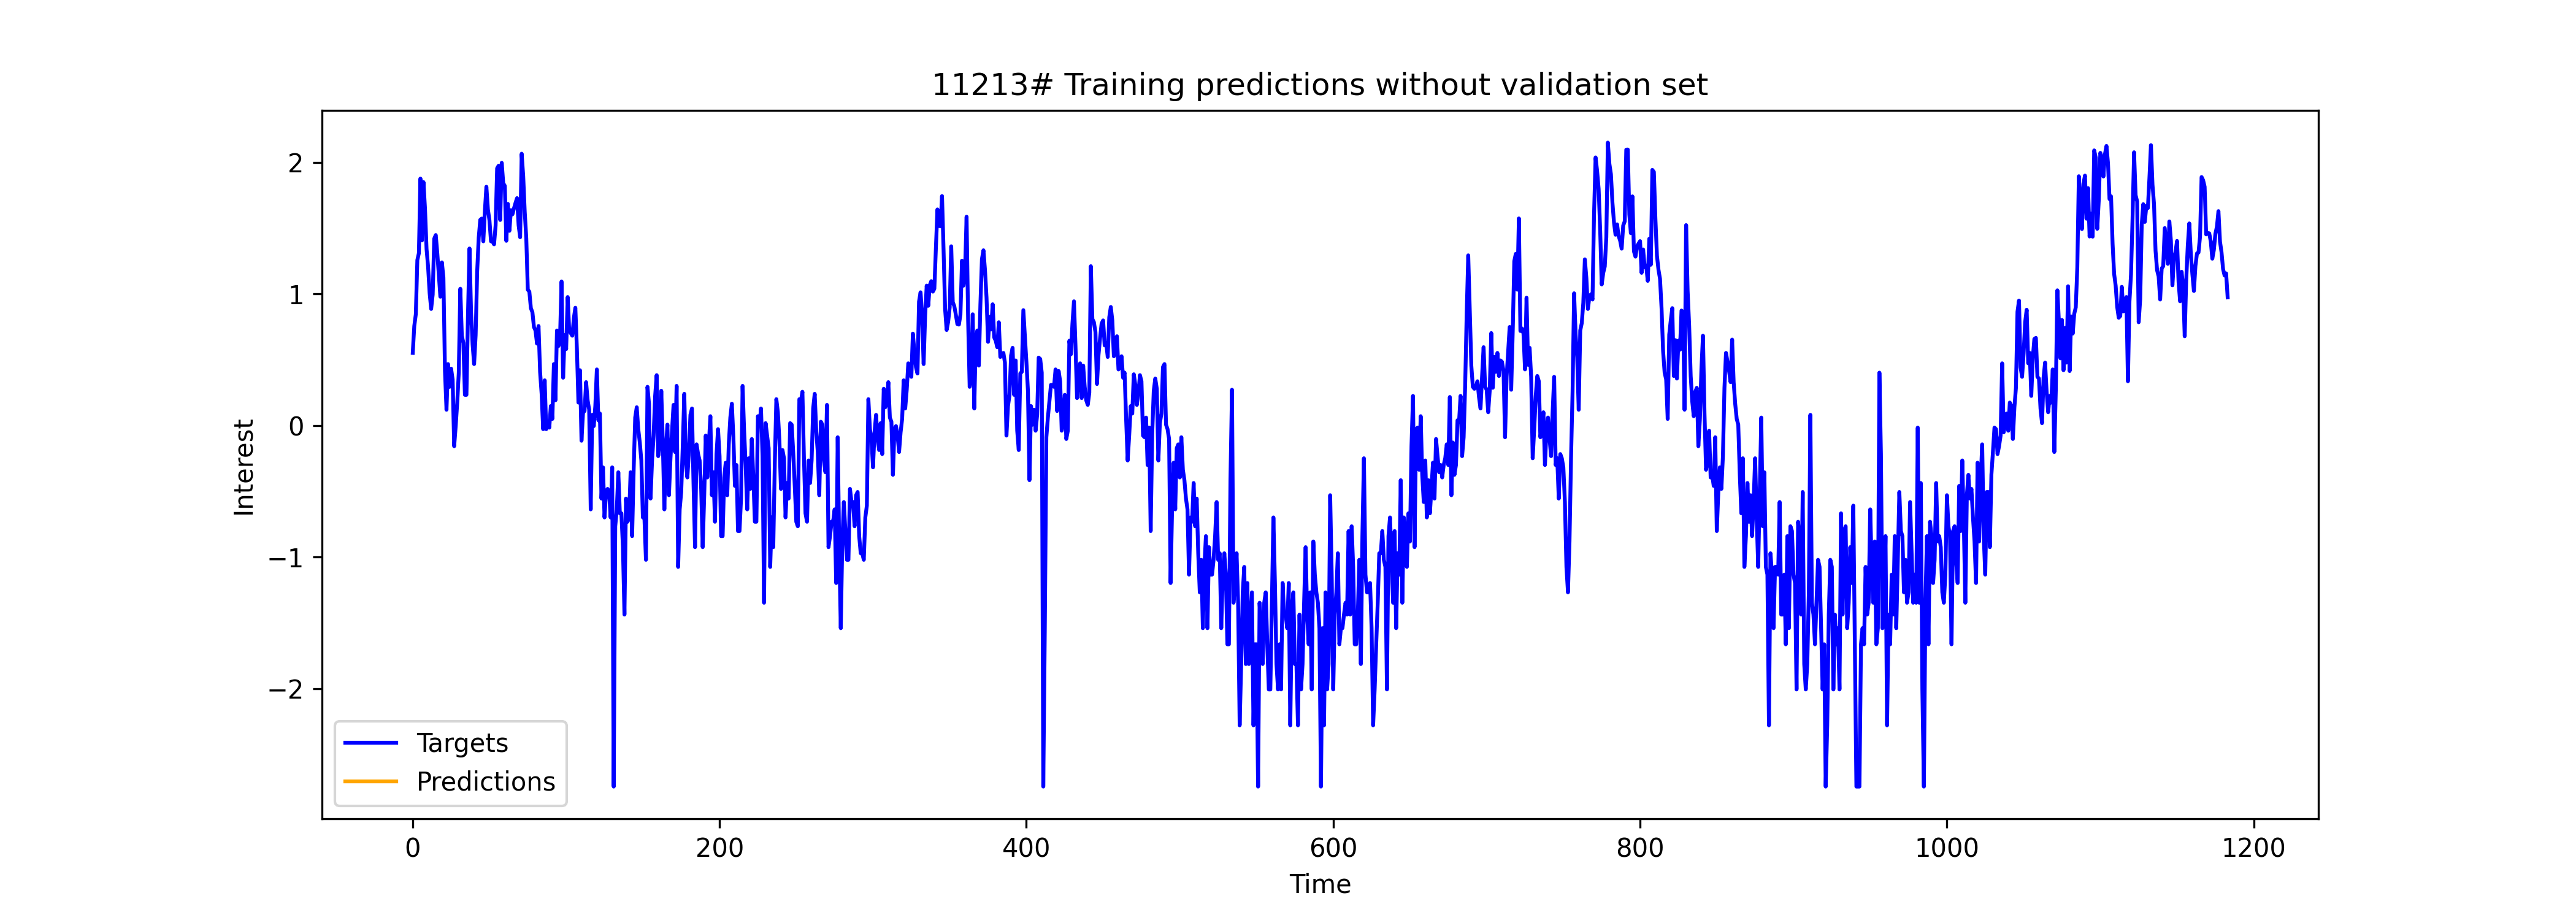 11213# Training predictions without validation set
Interest
2
1
0
−1
−2
Targets
Predictions
0 200 400 600 800 1000 1200
Time